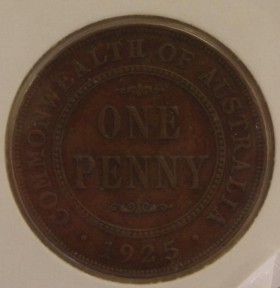 COMMONWEALTH OF AUSTRALIA
ONE
PENNY
· 1925 ·